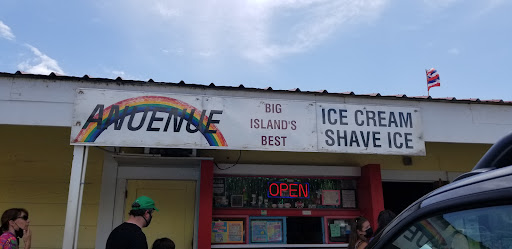 ANUENUE
BIG
ISLAND'S
BEST
ICE CREAM
SHAVE ICE
OPEN